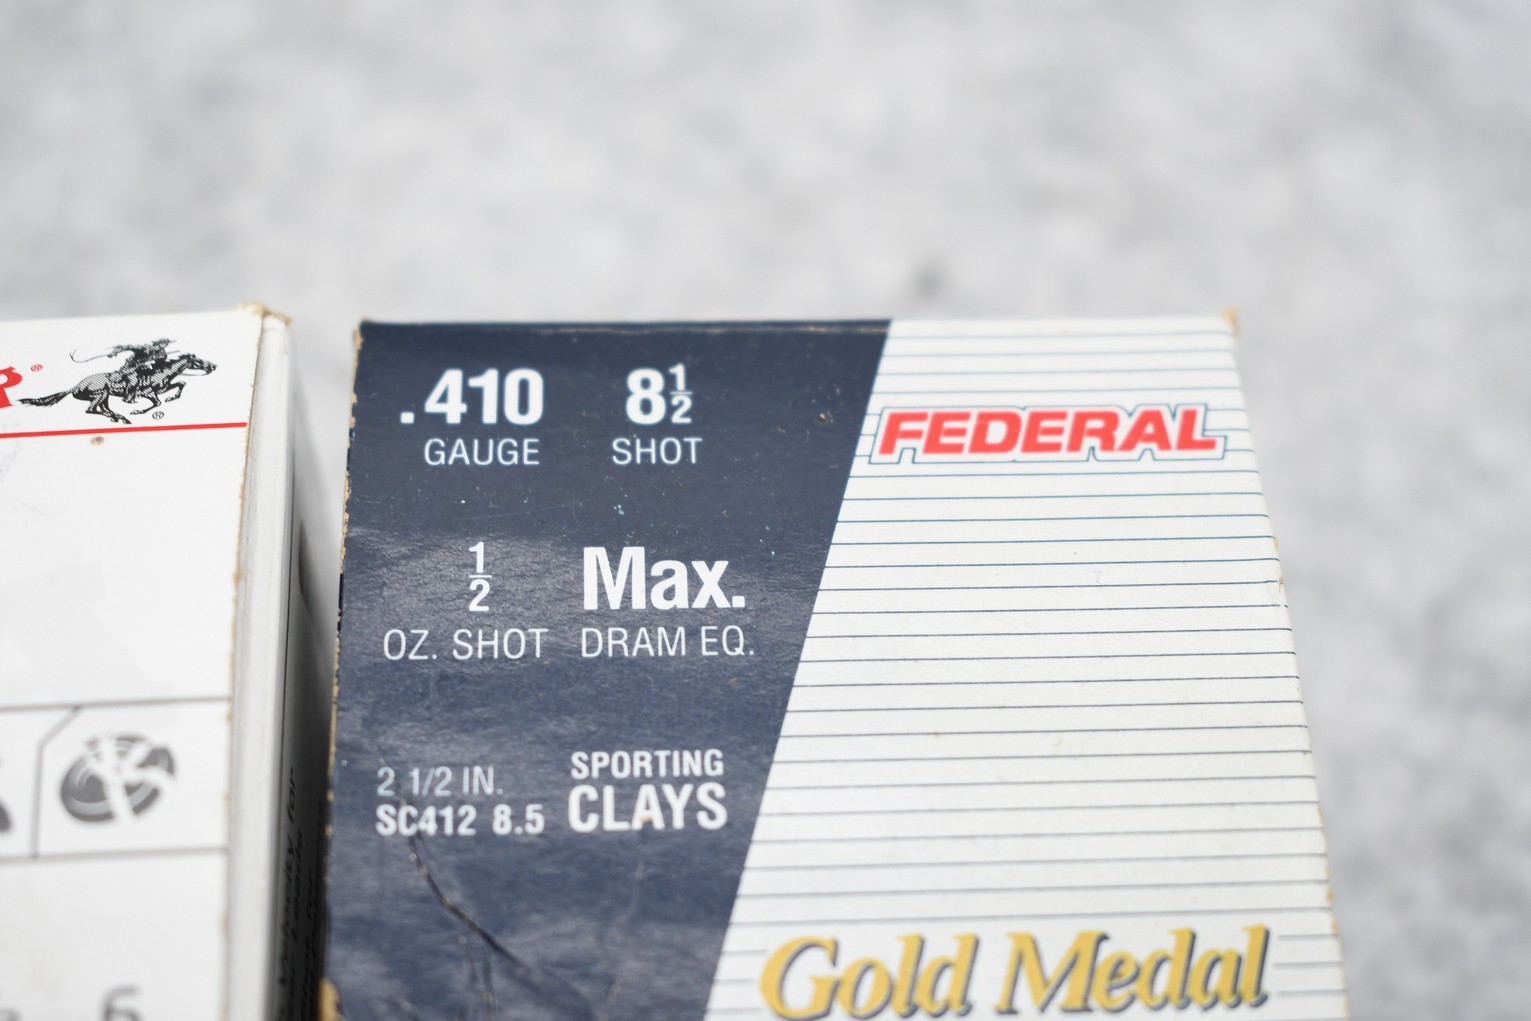 .410 8½
GAUGE SHOT
½ Max.
OZ. SHOT DRAM EQ.
2 1/2 IN. SPORTING
SC412 8.5 CLAYS
FEDERAL
Gold Medal
6